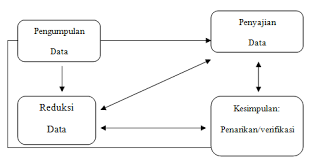 Pengumpulan
Data
Penyajian
Data
Reduksi
Data
Kesimpulan:
Penarikan/verifikasi